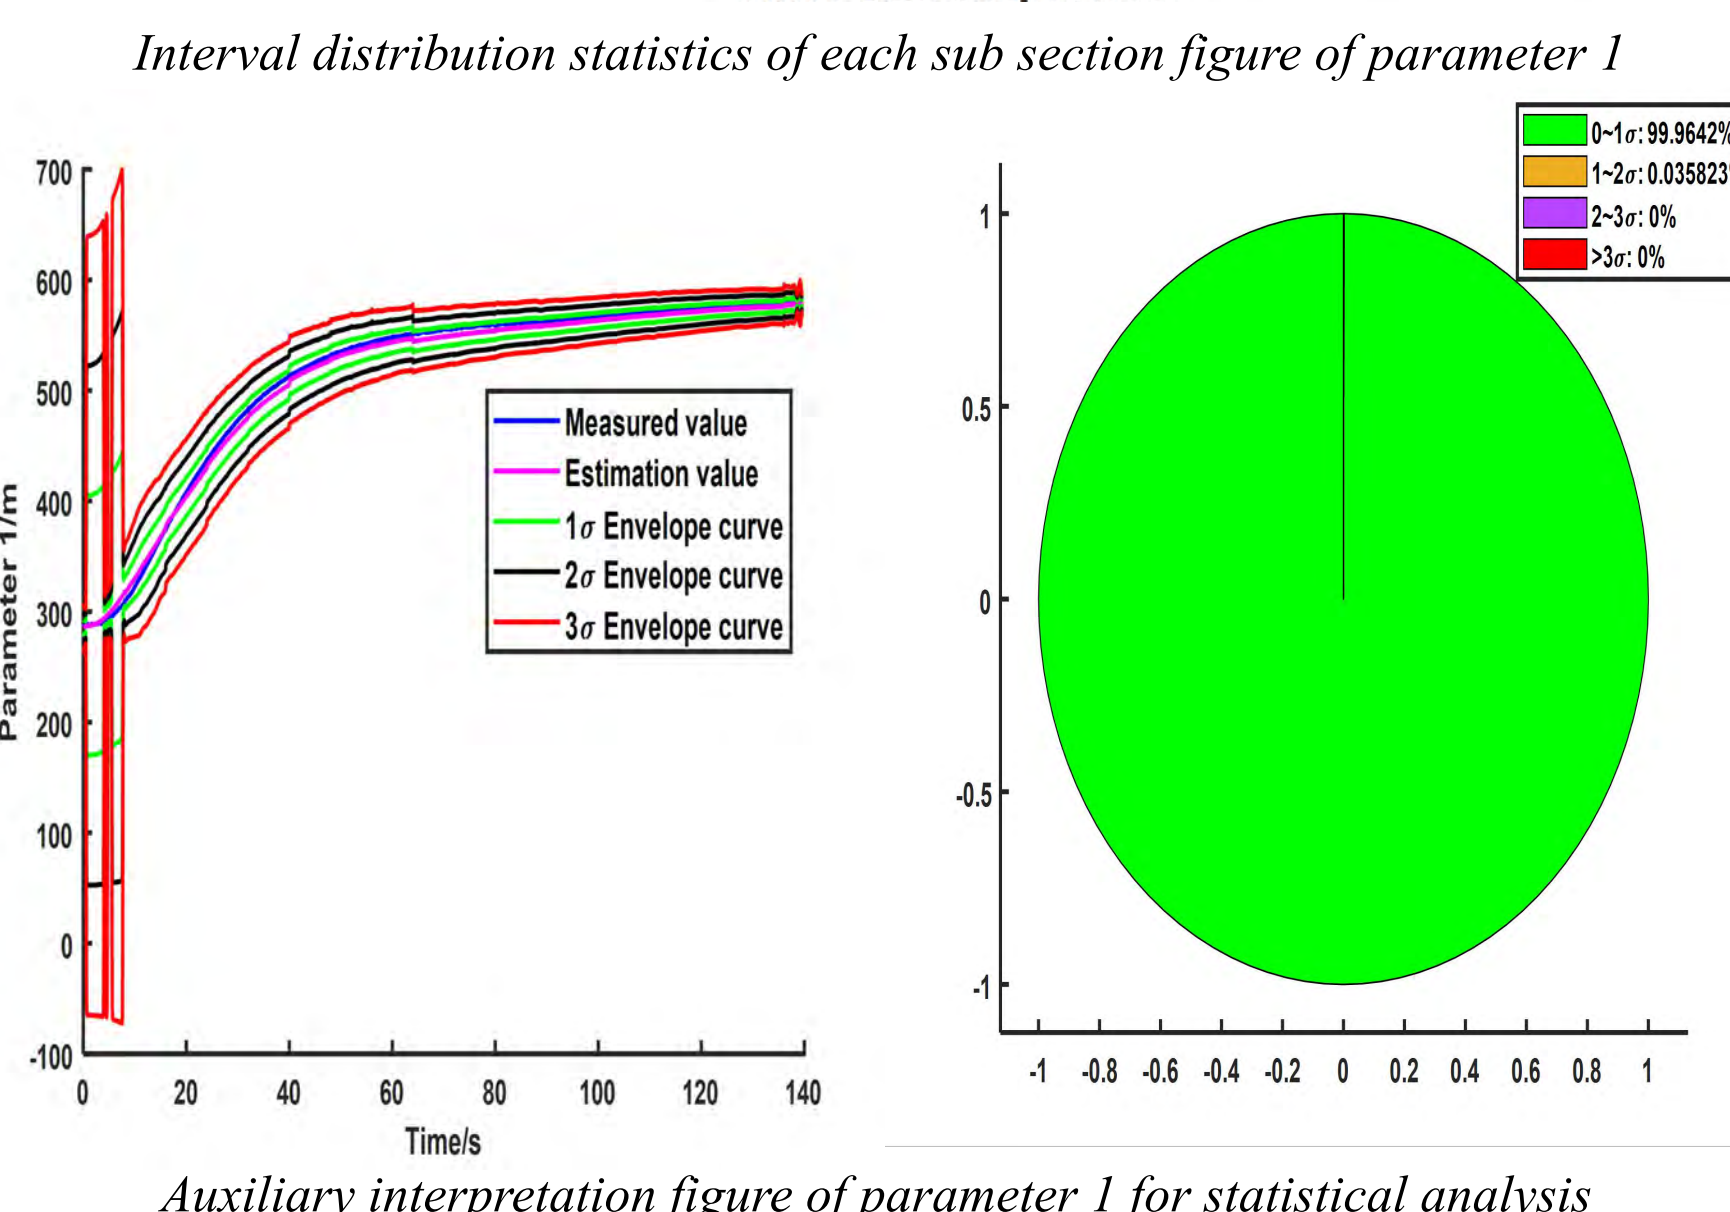 Interval distribution statistics of each sub section figure of parameter 1
0~1σ: 99.9642%
1~2σ: 0.035823
2~3σ: 0%
>3σ: 0%
700
600
500
400
300
200
100
0
-100
Parameter 1/m
Measured value
Estimation value
1σ Envelope curve
2σ Envelope curve
3σ Envelope curve
0 20 40 60 80 100 120 140
Time/s
1
0.5
0
-0.5
-1
-1 -0.8 -0.6 -0.4 -0.2 0 0.2 0.4 0.6 0.8 1
Auxiliary interpretation figure of parameter 1 for statistical analysis